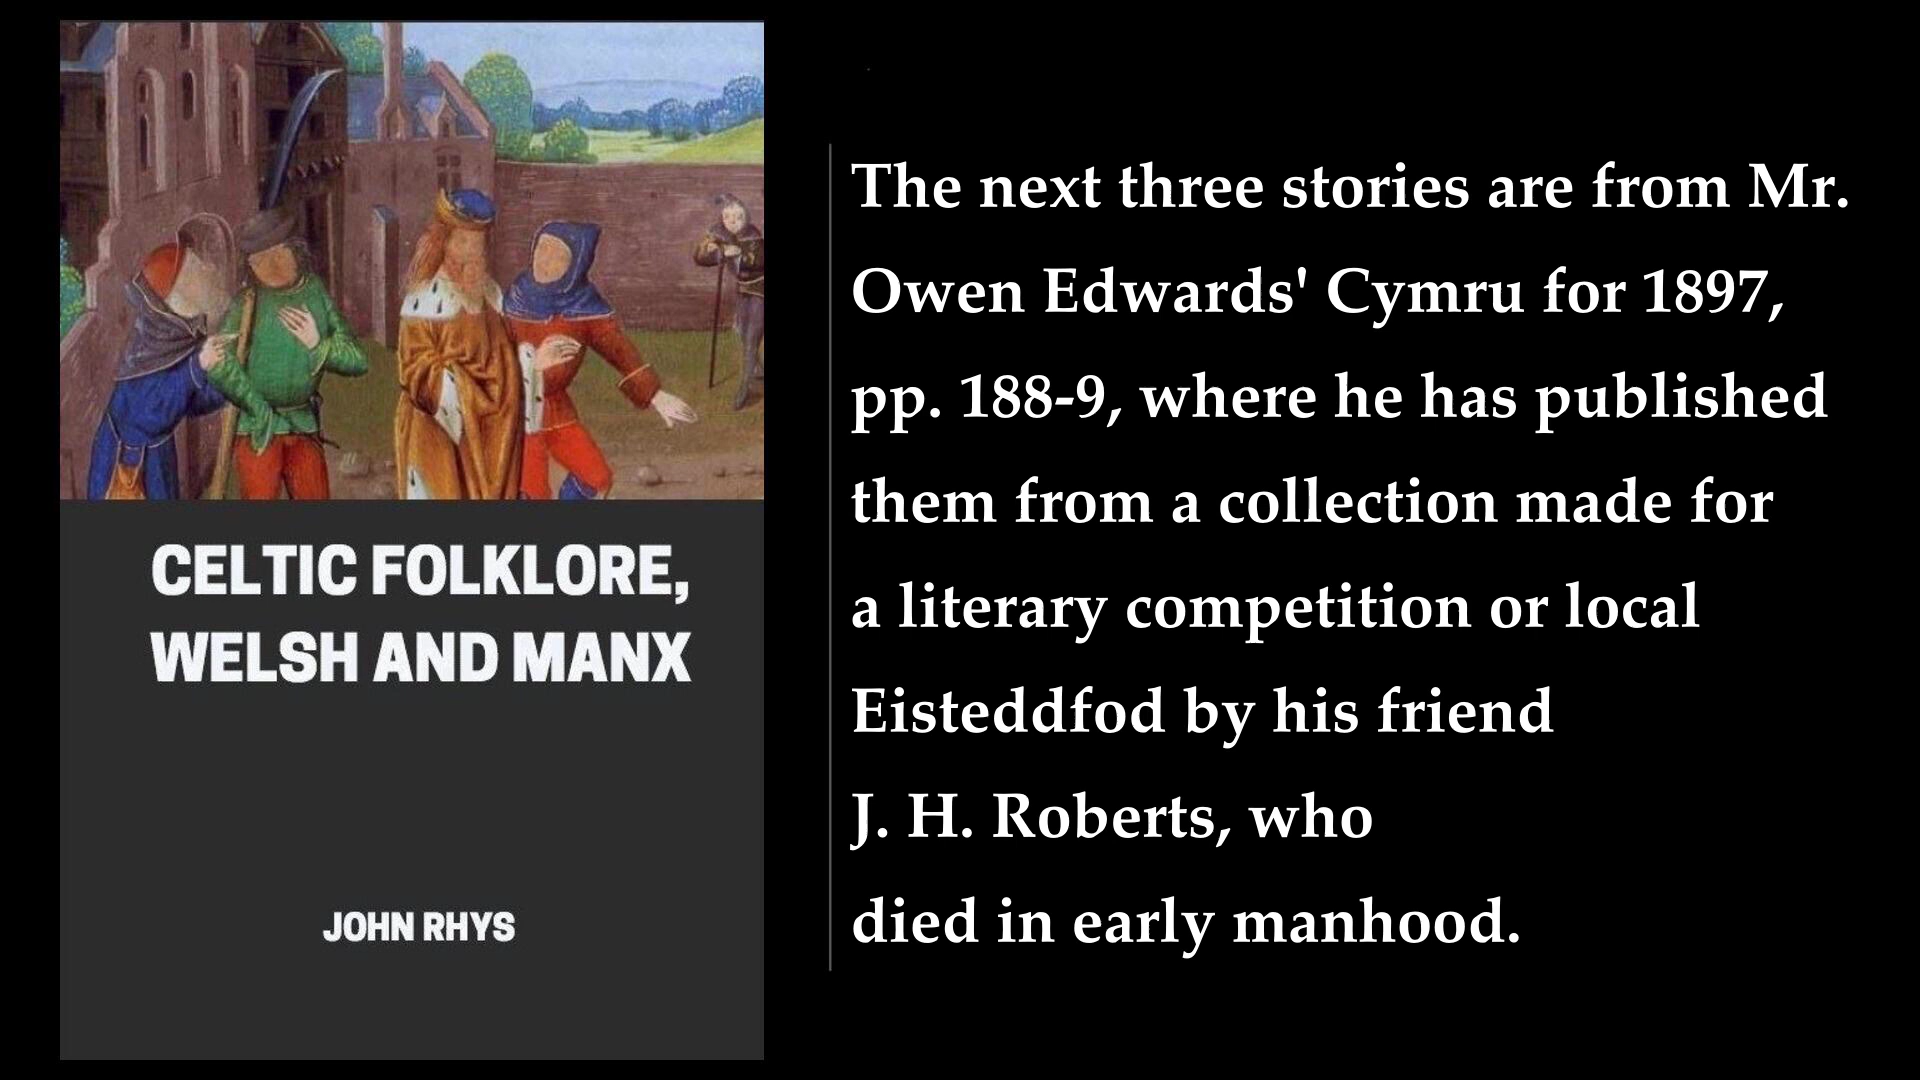 CELTIC FOLKLORE,
WELSH AND MANX
JOHN RHYS
The next three stories are from Mr.
Owen Edwards' Cymru for 1897,
pp. 188-9, where he has published
them from a collection made for
a literary competition or local
Eisteddfod by his friend
J. H. Roberts, who
died in early manhood.